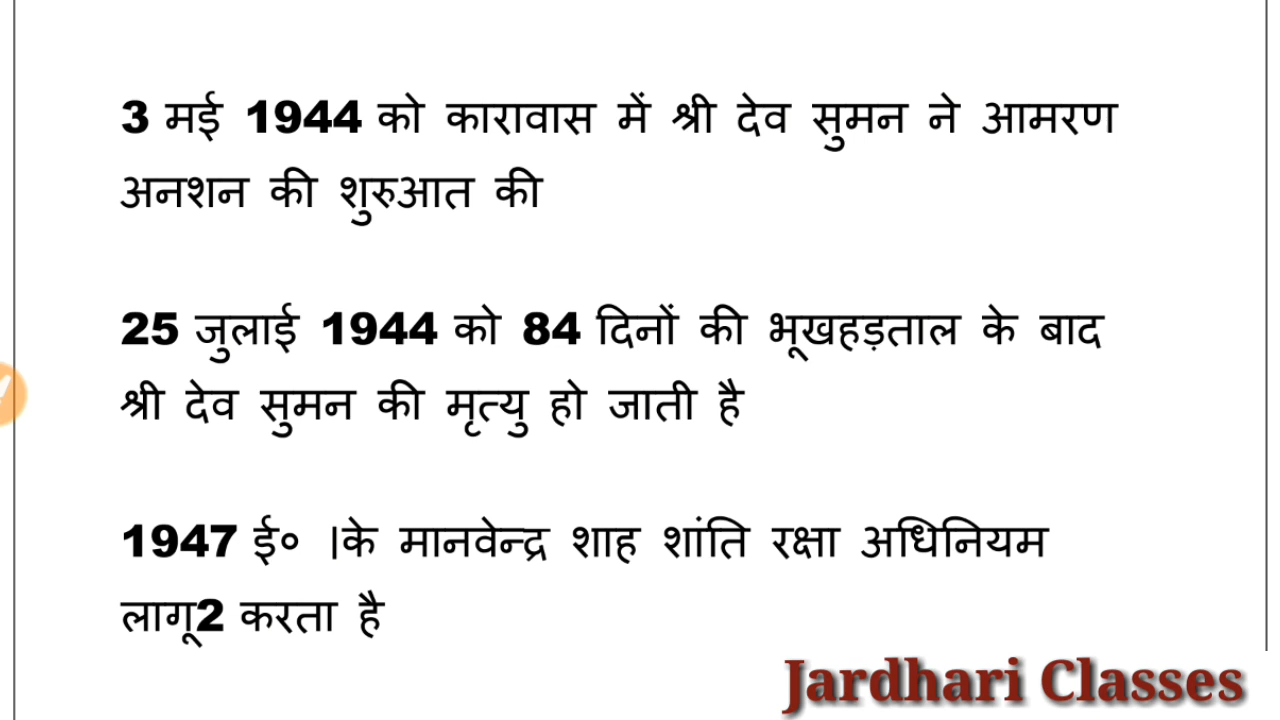 3 मई 1944 को कारावास में श्री देव सुमन ने आमरण
अनशन की शुरुआत की
25 जुलाई 1944 को 84 दिनों की भूखहड़ताल के बाद
श्री देव सुमन की मृत्यु हो जाती है
1947 ई० ।के मानवेन्द्र शाह शांति रक्षा अधिनियम
लागू2 करता है
Jardhari Classes